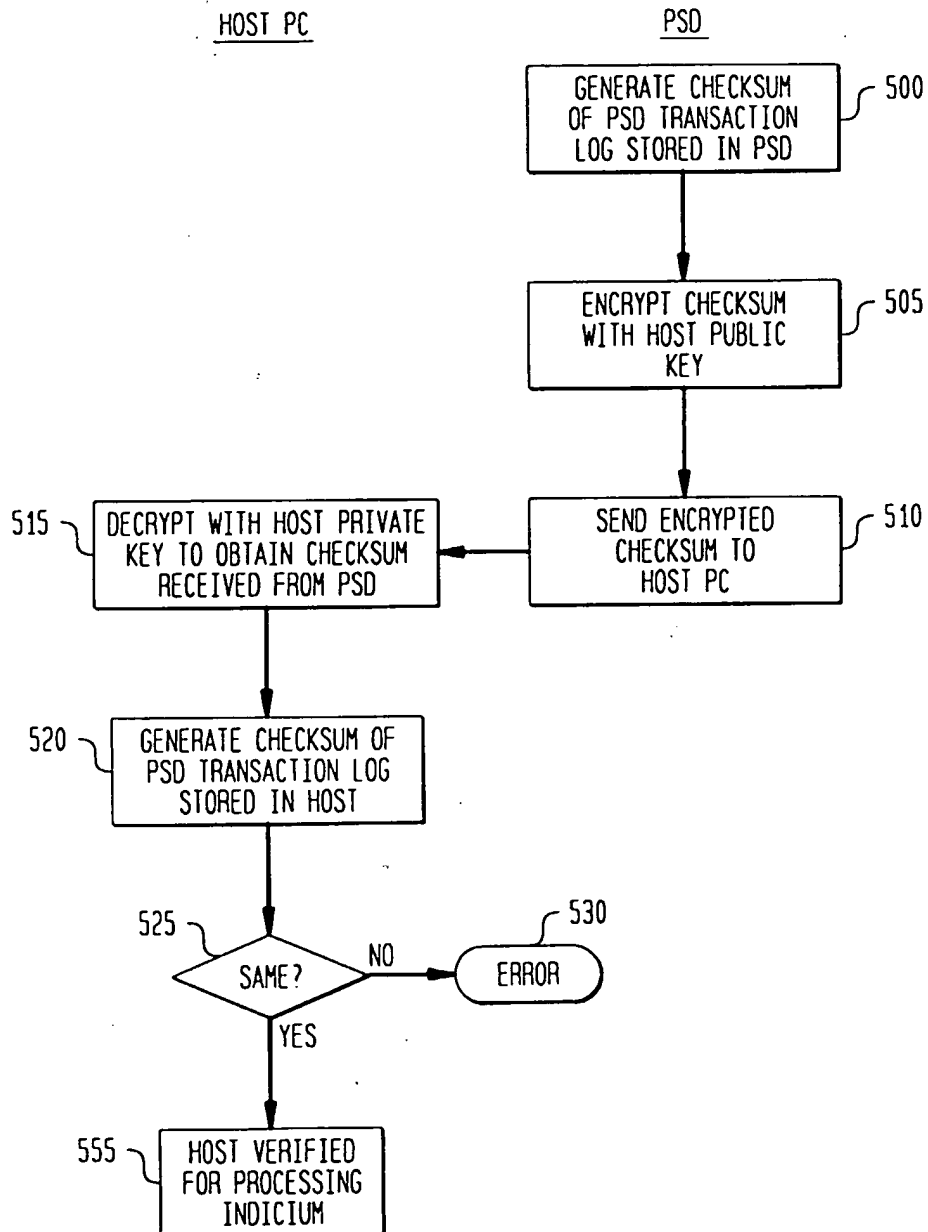 HOST PC
PSD
GENERATE CHECKSUM
OF PSD TRANSACTION
LOG STORED IN PSD
500
ENCRYPT CHECKSUM
WITH HOST PUBLIC
KEY
505
515
DECRYPT WITH HOST PRIVATE
KEY TO OBTAIN CHECKSUM
RECEIVED FROM PSD
SEND ENCRYPTED
CHECKSUM TO
HOST PC
510
520
GENERATE CHECKSUM OF
PSD TRANSACTION LOG
STORED IN HOST
525
SAME?
NO
530
ERROR
YES
555
HOST VERIFIED
FOR PROCESSING
INDICIUM